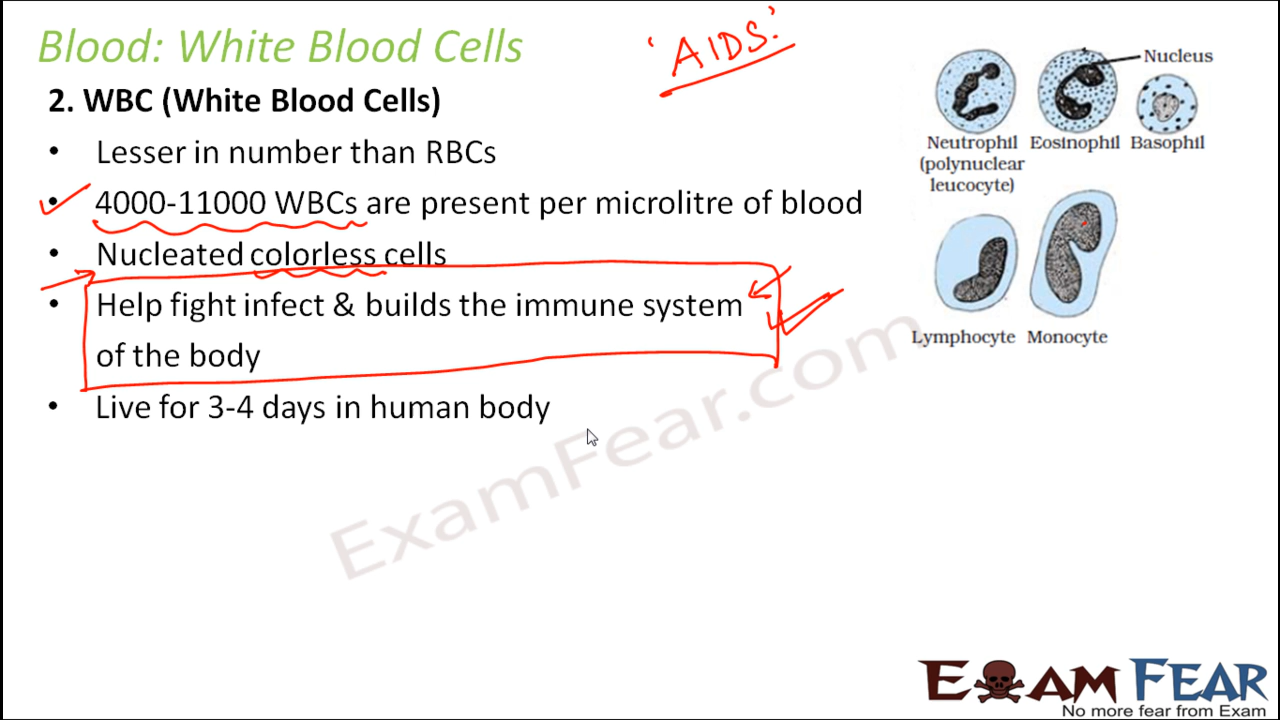 Blood: White Blood Cells
'AIDS.'
2. WBC (White Blood Cells)
• Lesser in number than RBCs
• 4000-11000 WBCs are present per microlitre of blood
• Nucleated colorless cells
• Help fight infect & builds the immune system
of the body
• Live for 3-4 days in human body
Nucleus
Neutrophil Eosinophil Basophil
(polynuclear
leucocyte)
Lymphocyte Monocyte
ExamFear.com
EXAM FEAR
No more fear from Exam